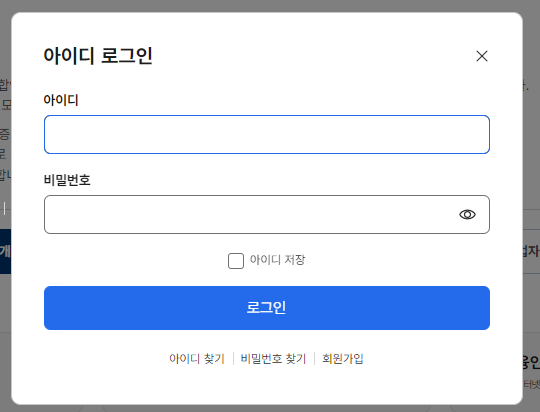 아이디 로그인
아이디
비밀번호
아이디 저장
로그인
아이디 찾기 | 비밀번호 찾기 | 회원가입